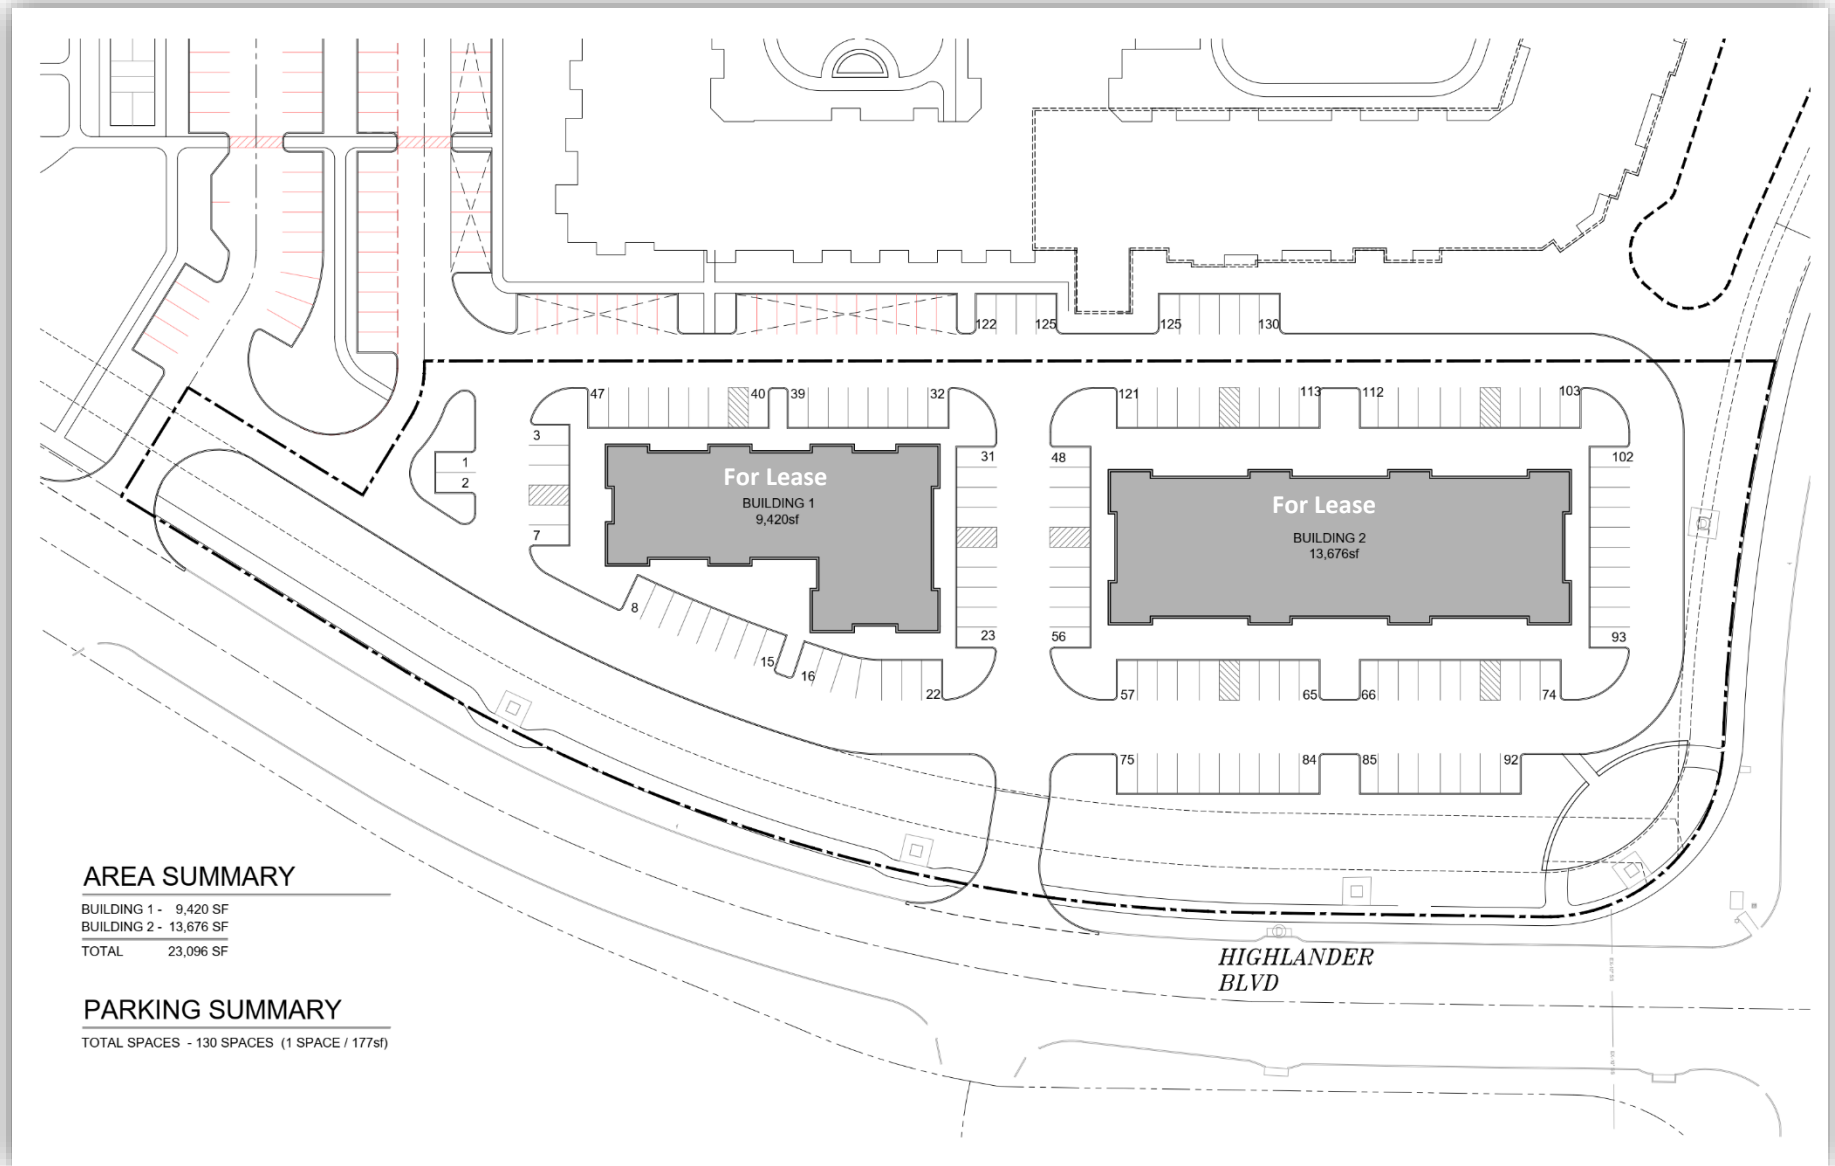 122
125
125
130
47
40
39
32
121
113
112
103
3
1
2
7
31
48
102
For Lease
BUILDING 1
9,420sf
For Lease
BUILDING 2
13,676sf
8
15
16
22
23
56
93
57
65
66
74
75
84
85
92
HIGHLANDER
BLVD
AREA SUMMARY
BUILDING 1 - 9,420 SF
BUILDING 2 - 13,676 SF
TOTAL 23,096 SF
PARKING SUMMARY
TOTAL SPACES - 130 SPACES (1 SPACE / 177sf)